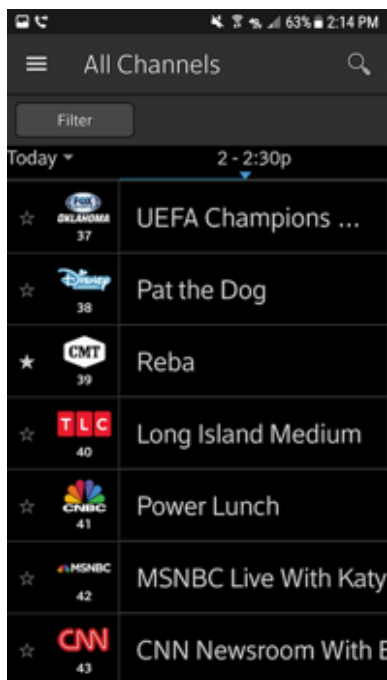 63% 2:14 PM
All Channels
Filter
Today 2 - 2:30p
FOX
OKLAHOMA
37
UEFA Champions ...
Disney
38
Pat the Dog
CMT
39
Reba
TLC
40
Long Island Medium
CNBC
41
Power Lunch
MSNBC
42
MSNBC Live With Katy
CNN
43
CNN Newsroom With B